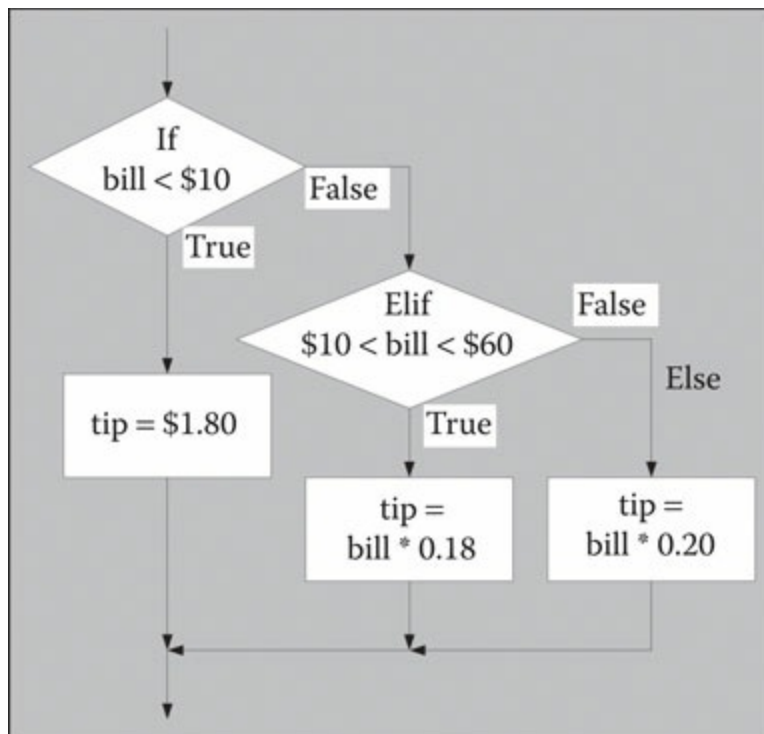 If
bill < $10
False
True
Elif
$10 < bill < $60
False
Else
tip = $1.80
True
tip =
bill * 0.18
tip =
bill * 0.20